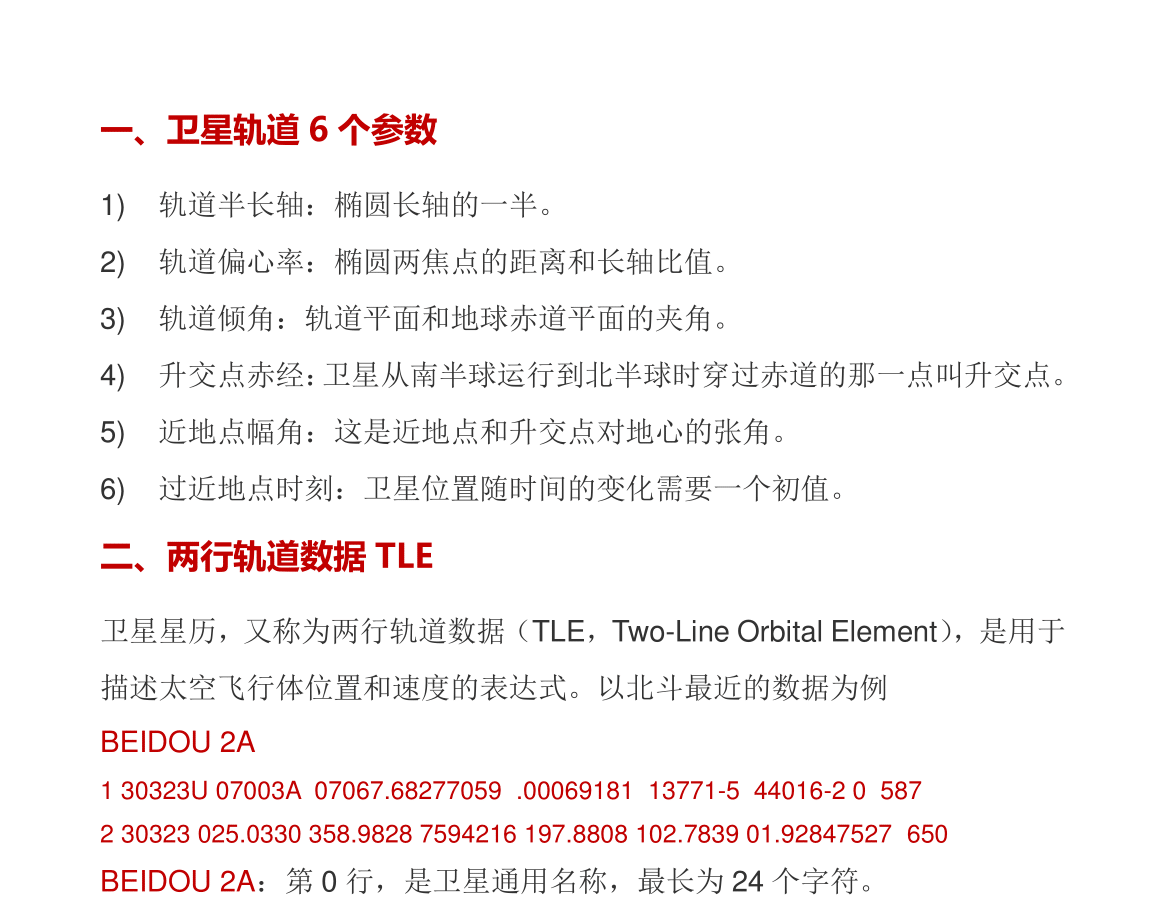 一、卫星轨道 6 个参数
1) 轨道半长轴：椭圆长轴的一半。
2) 轨道偏心率：椭圆两焦点的距离和长轴比值。
3) 轨道倾角：轨道平面和地球赤道平面的夹角。
4) 升交点赤经：卫星从南半球运行到北半球时穿过赤道的那一点叫升交点。
5) 近地点幅角：这是近地点和升交点对地心的张角。
6) 过近地点时刻：卫星位置随时间的变化需要一个初值。
二、两行轨道数据 TLE
卫星星历，又称为两行轨道数据（TLE，Two-Line Orbital Element），是用于
描述太空飞行体位置和速度的表达式。以北斗最近的数据为例
BEIDOU 2A
1 30323U 07003A  07067.68277059  .00069181  13771-5  44016-2 0  587
2 30323 025.0330 358.9828 7594216 197.8808 102.7839 01.92847527  650
BEIDOU 2A：第 0 行，是卫星通用名称，最长为 24 个字符。